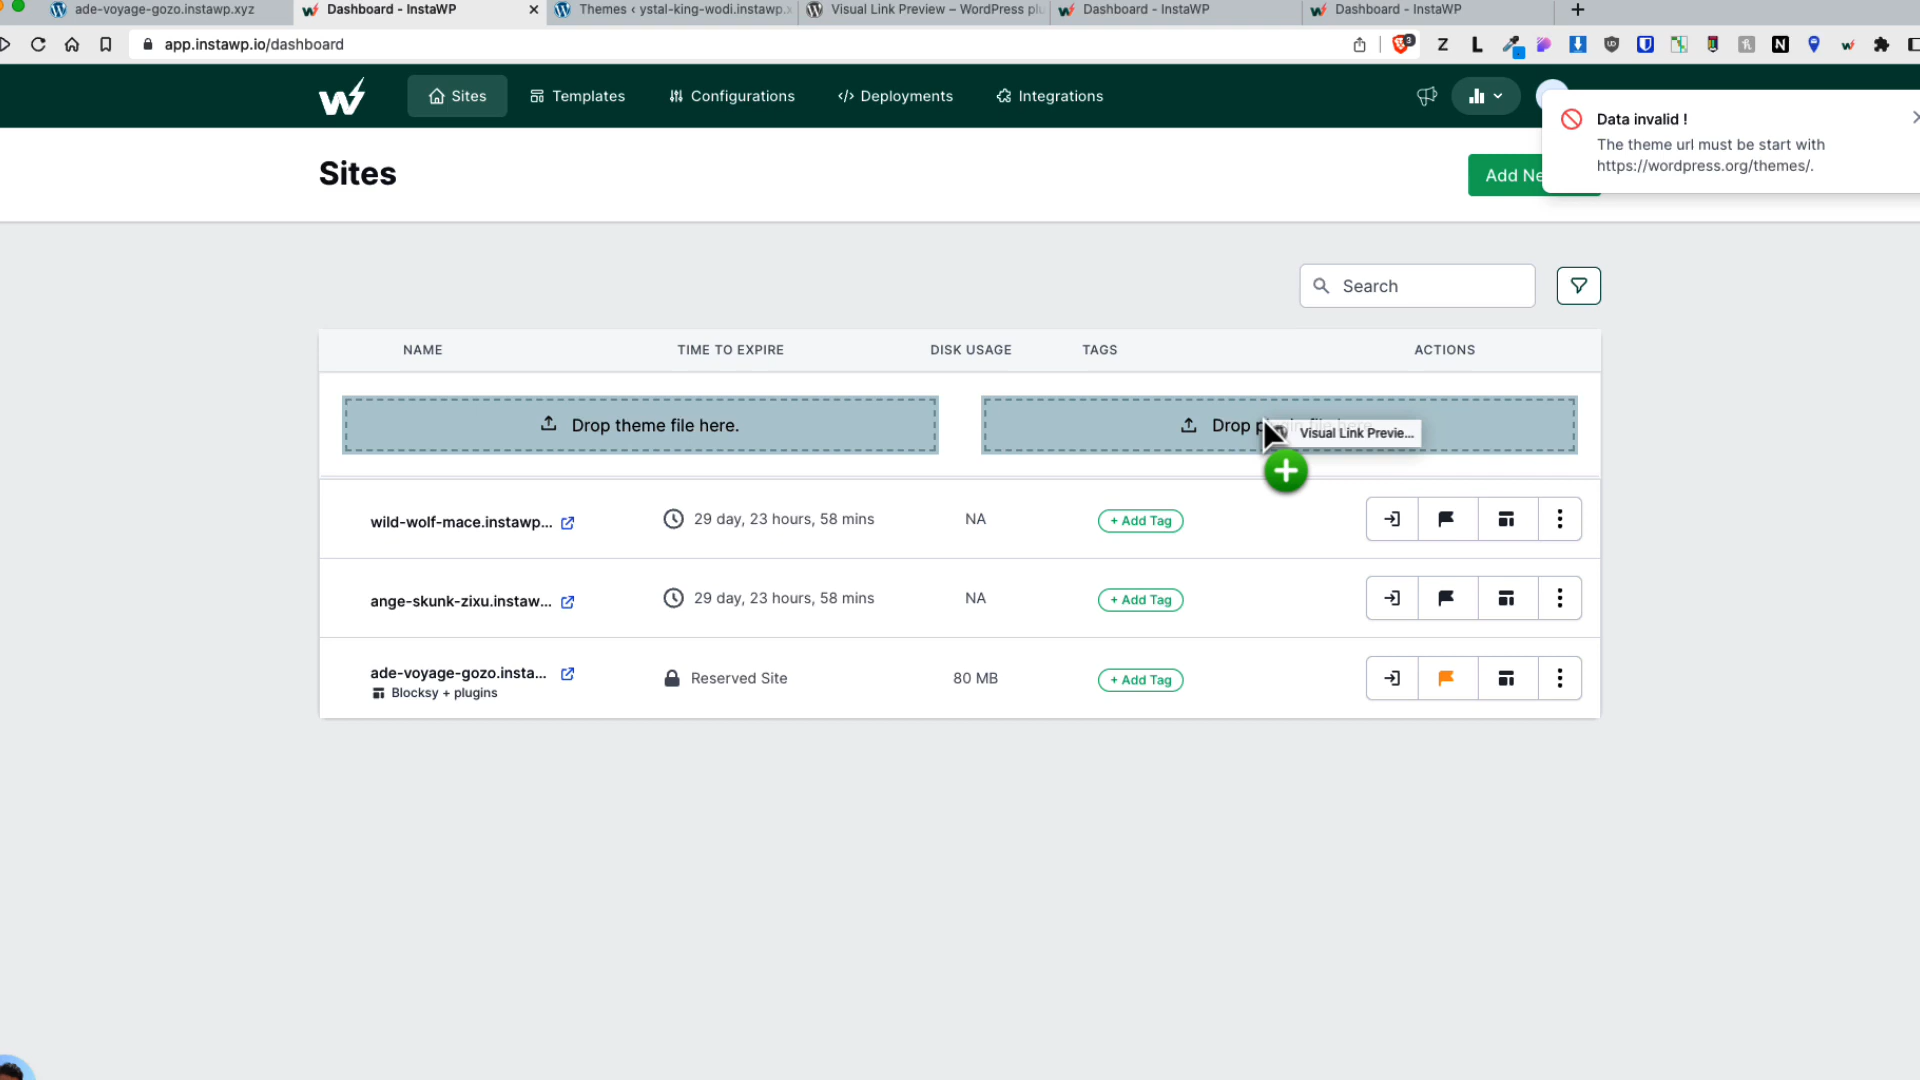 ade-voyage-gozo.instawp.xyz
Dashboard - InstaWP
Themes ‹ ystal-king-wodi.instawp.x
Visual Link Preview – WordPress plu
Dashboard - InstaWP
Dashboard - InstaWP
app.instawp.io/dashboard
Sites
Templates
Configurations
</> Deployments
Integrations
Data invalid !
The theme url must be start with
https://wordpress.org/themes/.
Sites
Add Ne
Search
NAME
TIME TO EXPIRE
DISK USAGE
TAGS
ACTIONS
Drop theme file here.
Drop p
Visual Link Previe...
wild-wolf-mace.instawp...
29 day, 23 hours, 58 mins
NA
+ Add Tag
ange-skunk-zixu.instaw...
29 day, 23 hours, 58 mins
NA
+ Add Tag
ade-voyage-gozo.insta...
Blocksy + plugins
Reserved Site
80 MB
+ Add Tag